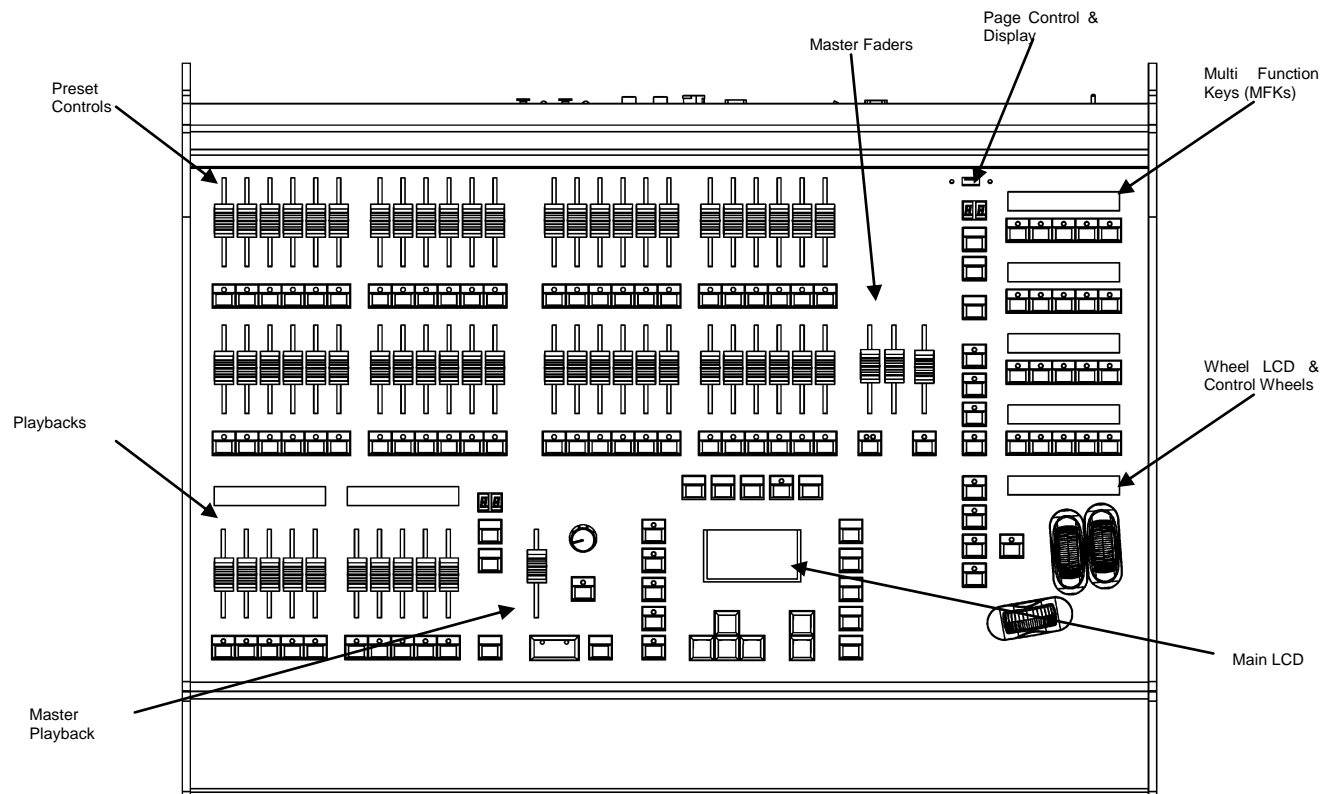 Page Control &
Display
Master Faders
Multi Function
Keys (MFKs)
Preset
Controls
Wheel LCD &
Control Wheels
Playbacks
Main LCD
Master
Playback